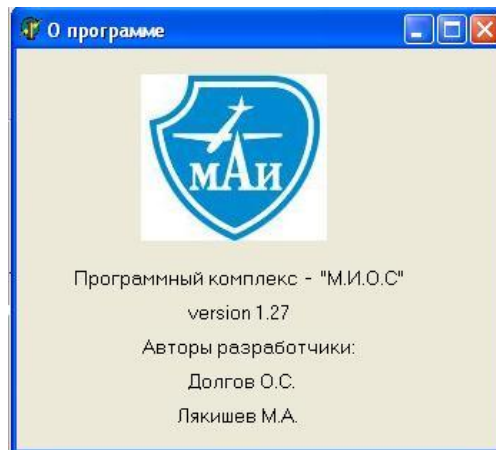 О программе
МАИ
Программный комплекс - "М.И.О.С"
version 1.27
Авторы разработчики:
Долгов О.С.
Лякишев М.А.